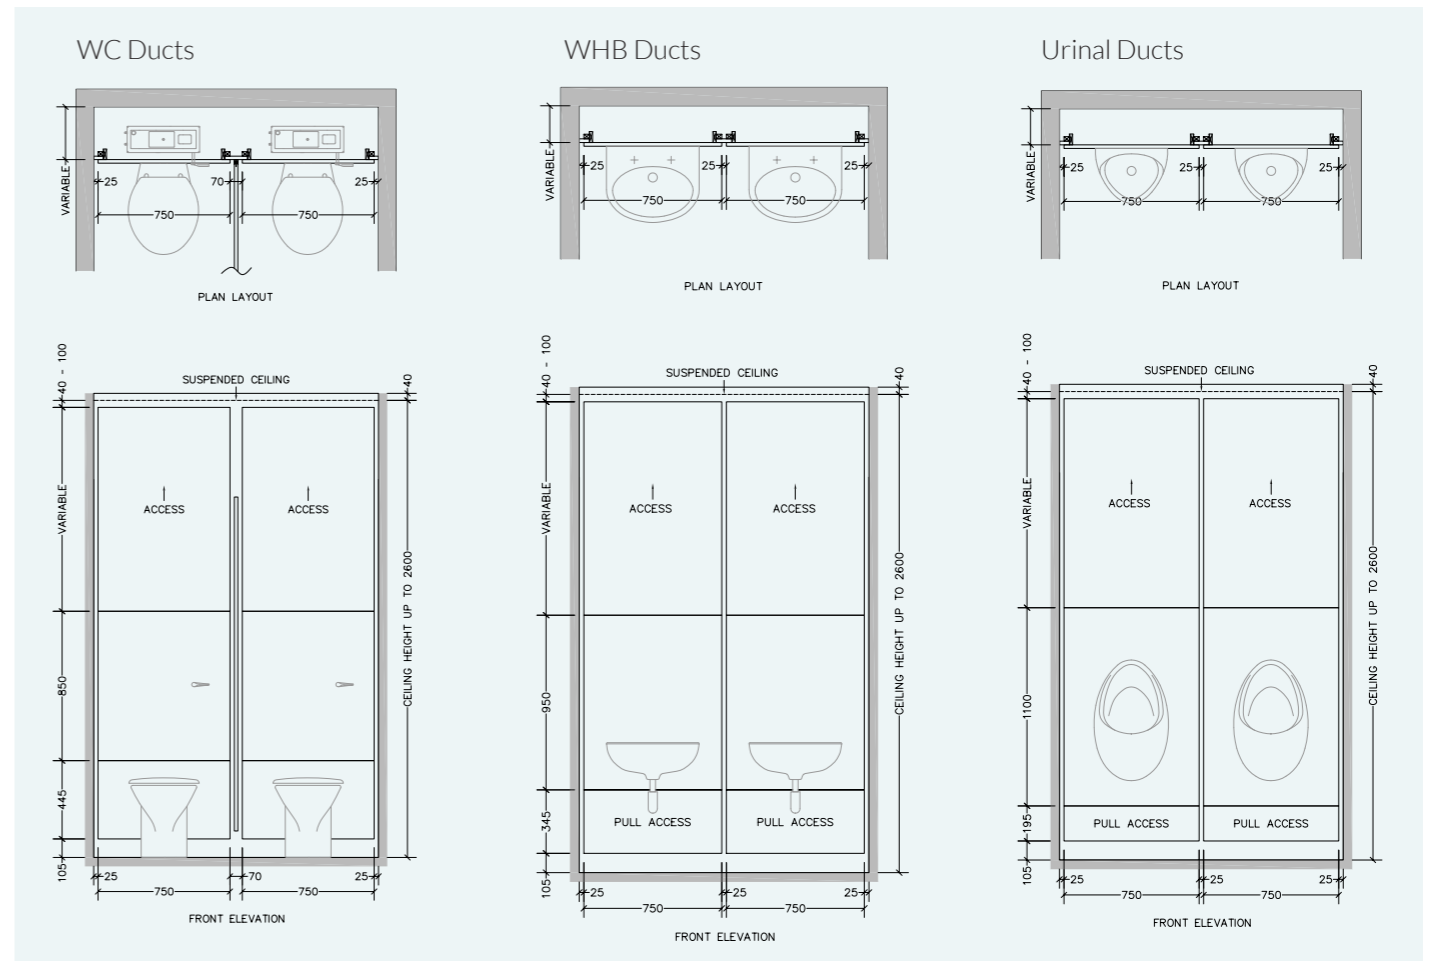 WC Ducts
VARIABLE
25
70
25
750
750
PLAN LAYOUT
40 - 100
SUSPENDED CEILING
40
VARIABLE
ACCESS
ACCESS
CEILING HEIGHT UP TO 2600
850
445
105
25
70
25
750
750
FRONT ELEVATION
WHB Ducts
VARIABLE
25
25
25
750
750
PLAN LAYOUT
40 - 100
SUSPENDED CEILING
40
VARIABLE
ACCESS
ACCESS
CEILING HEIGHT UP TO 2600
950
345
PULL ACCESS
PULL ACCESS
105
25
25
25
750
750
FRONT ELEVATION
Urinal Ducts
VARIABLE
25
25
25
750
750
PLAN LAYOUT
40 - 100
SUSPENDED CEILING
40
VARIABLE
ACCESS
ACCESS
CEILING HEIGHT UP TO 2600
1100
195
PULL ACCESS
PULL ACCESS
105
25
25
25
750
750
FRONT ELEVATION